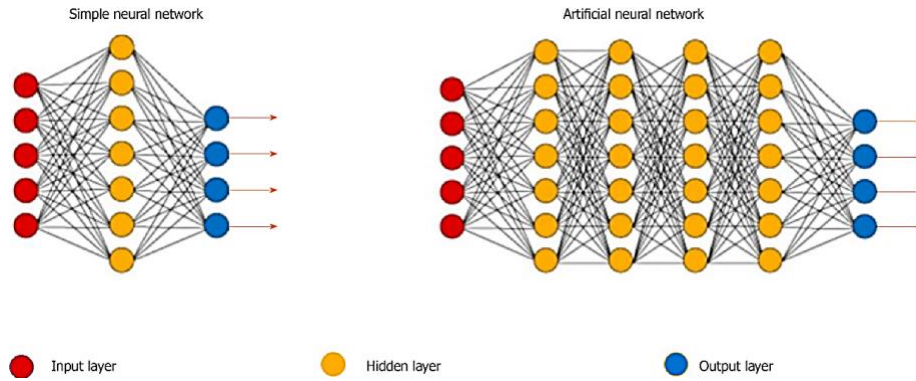 Simple neural network
Artificial neural network
Input layer
Hidden layer
Output layer